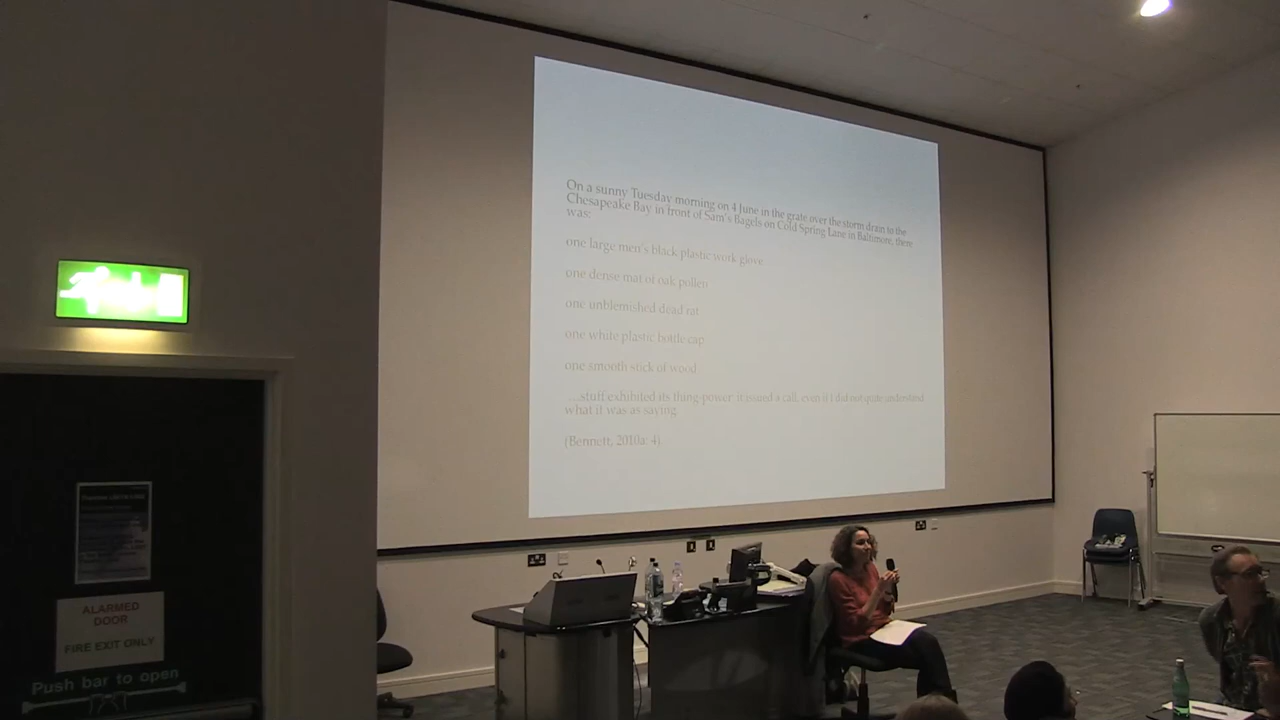 On a sunny Tuesday morning on 4 June in the grate over the storm drain to the
Chesapeake Bay in front of Sam's Bagels on Cold Spring Lane in Baltimore, there
was:
one large men's black plastic work glove
one dense mat of oak pollen
one unblemished dead rat
one white plastic bottle cap
one smooth stick of wood
...stuff exhibited its thing-power: it issued a call, even if I did not quite understand
what it was as saying.
(Bennett, 2010a: 4)
ALARMED
DOOR
FIRE EXIT ONLY
Push bar to open